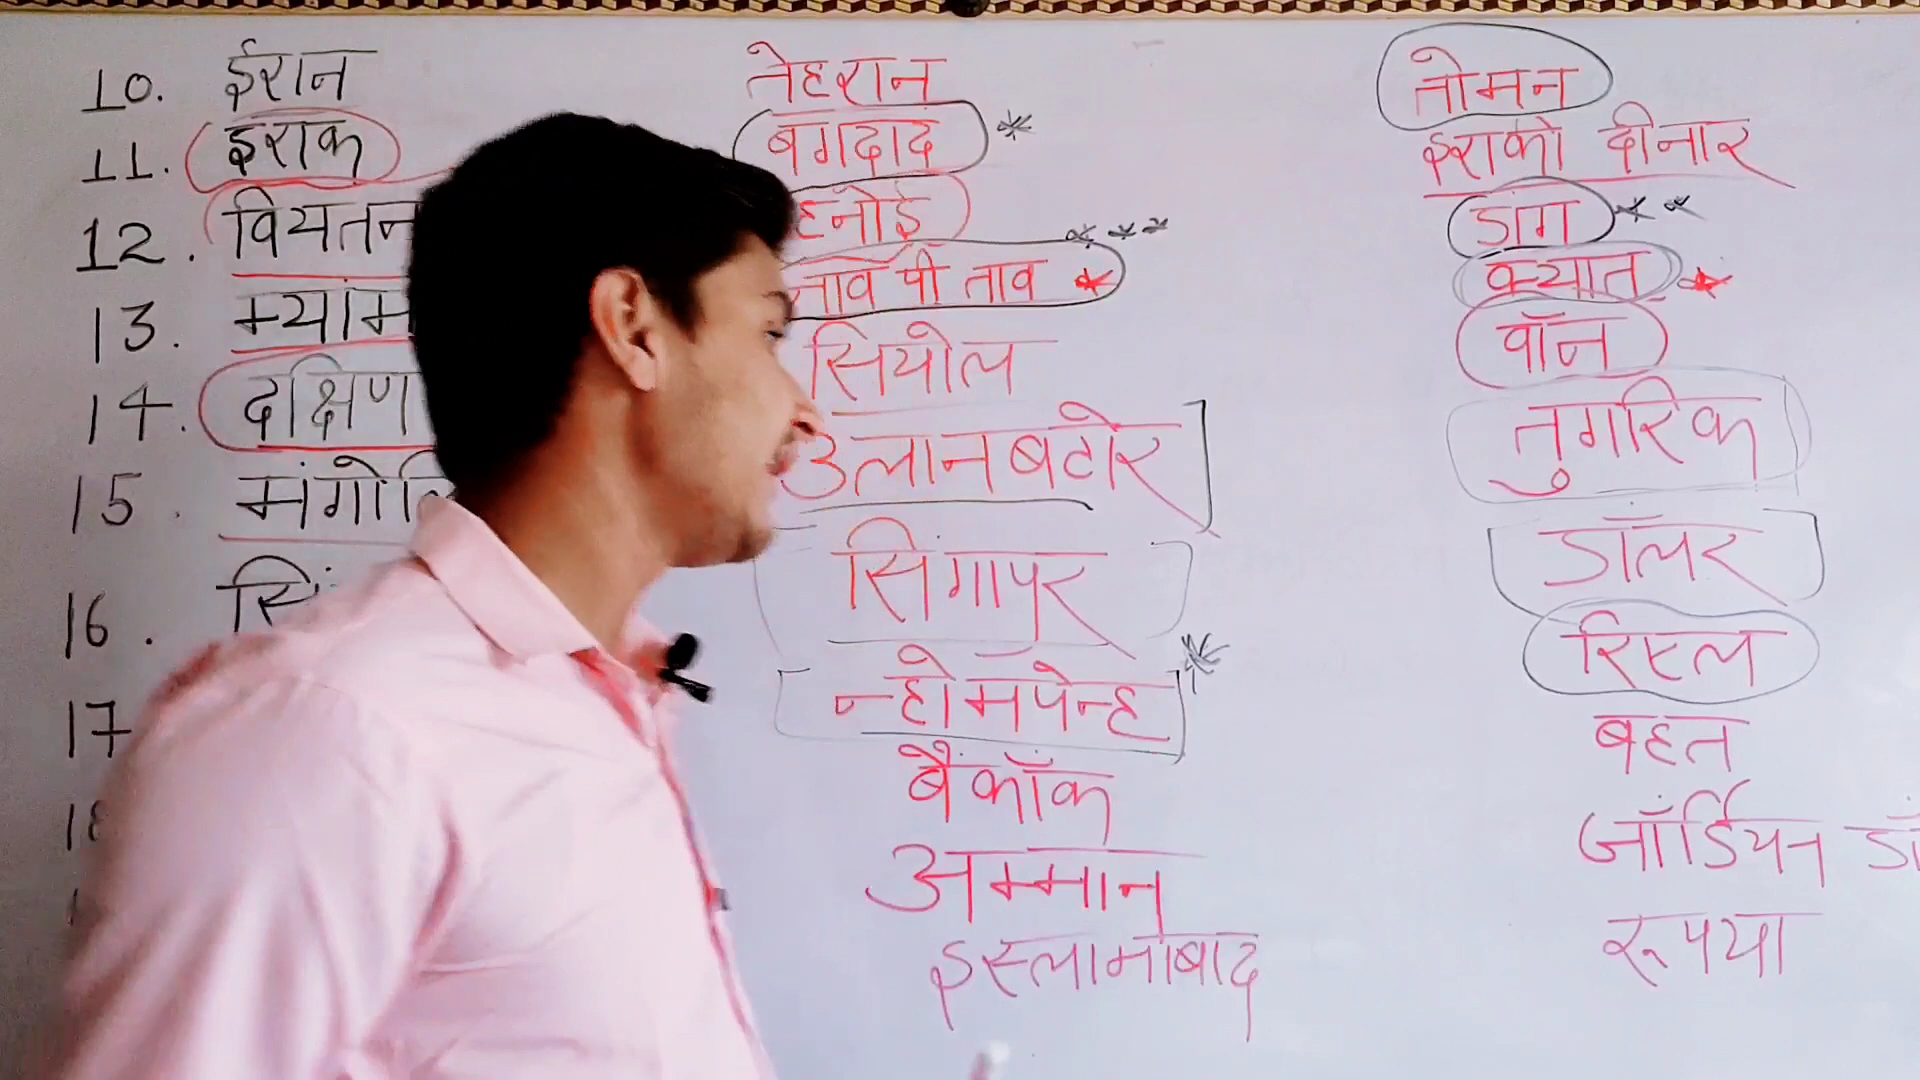 10. ईरान तेहरान तोमन
11. इराक बगदाद इराकी दीनार
12. वियतन हनोई डांग
13. म्यांम पी ताव क्यात
14. दक्षिण सियोल वॉन
15. मंगोलि उलानबटोर तुगरिक
16. सिं सिंगापुर डॉलर
17 न्होमपेन्ह रिएल
18 बैंकॉक बहत
अम्मान जॉर्डियन डॉ
इस्लामाबाद रूपया